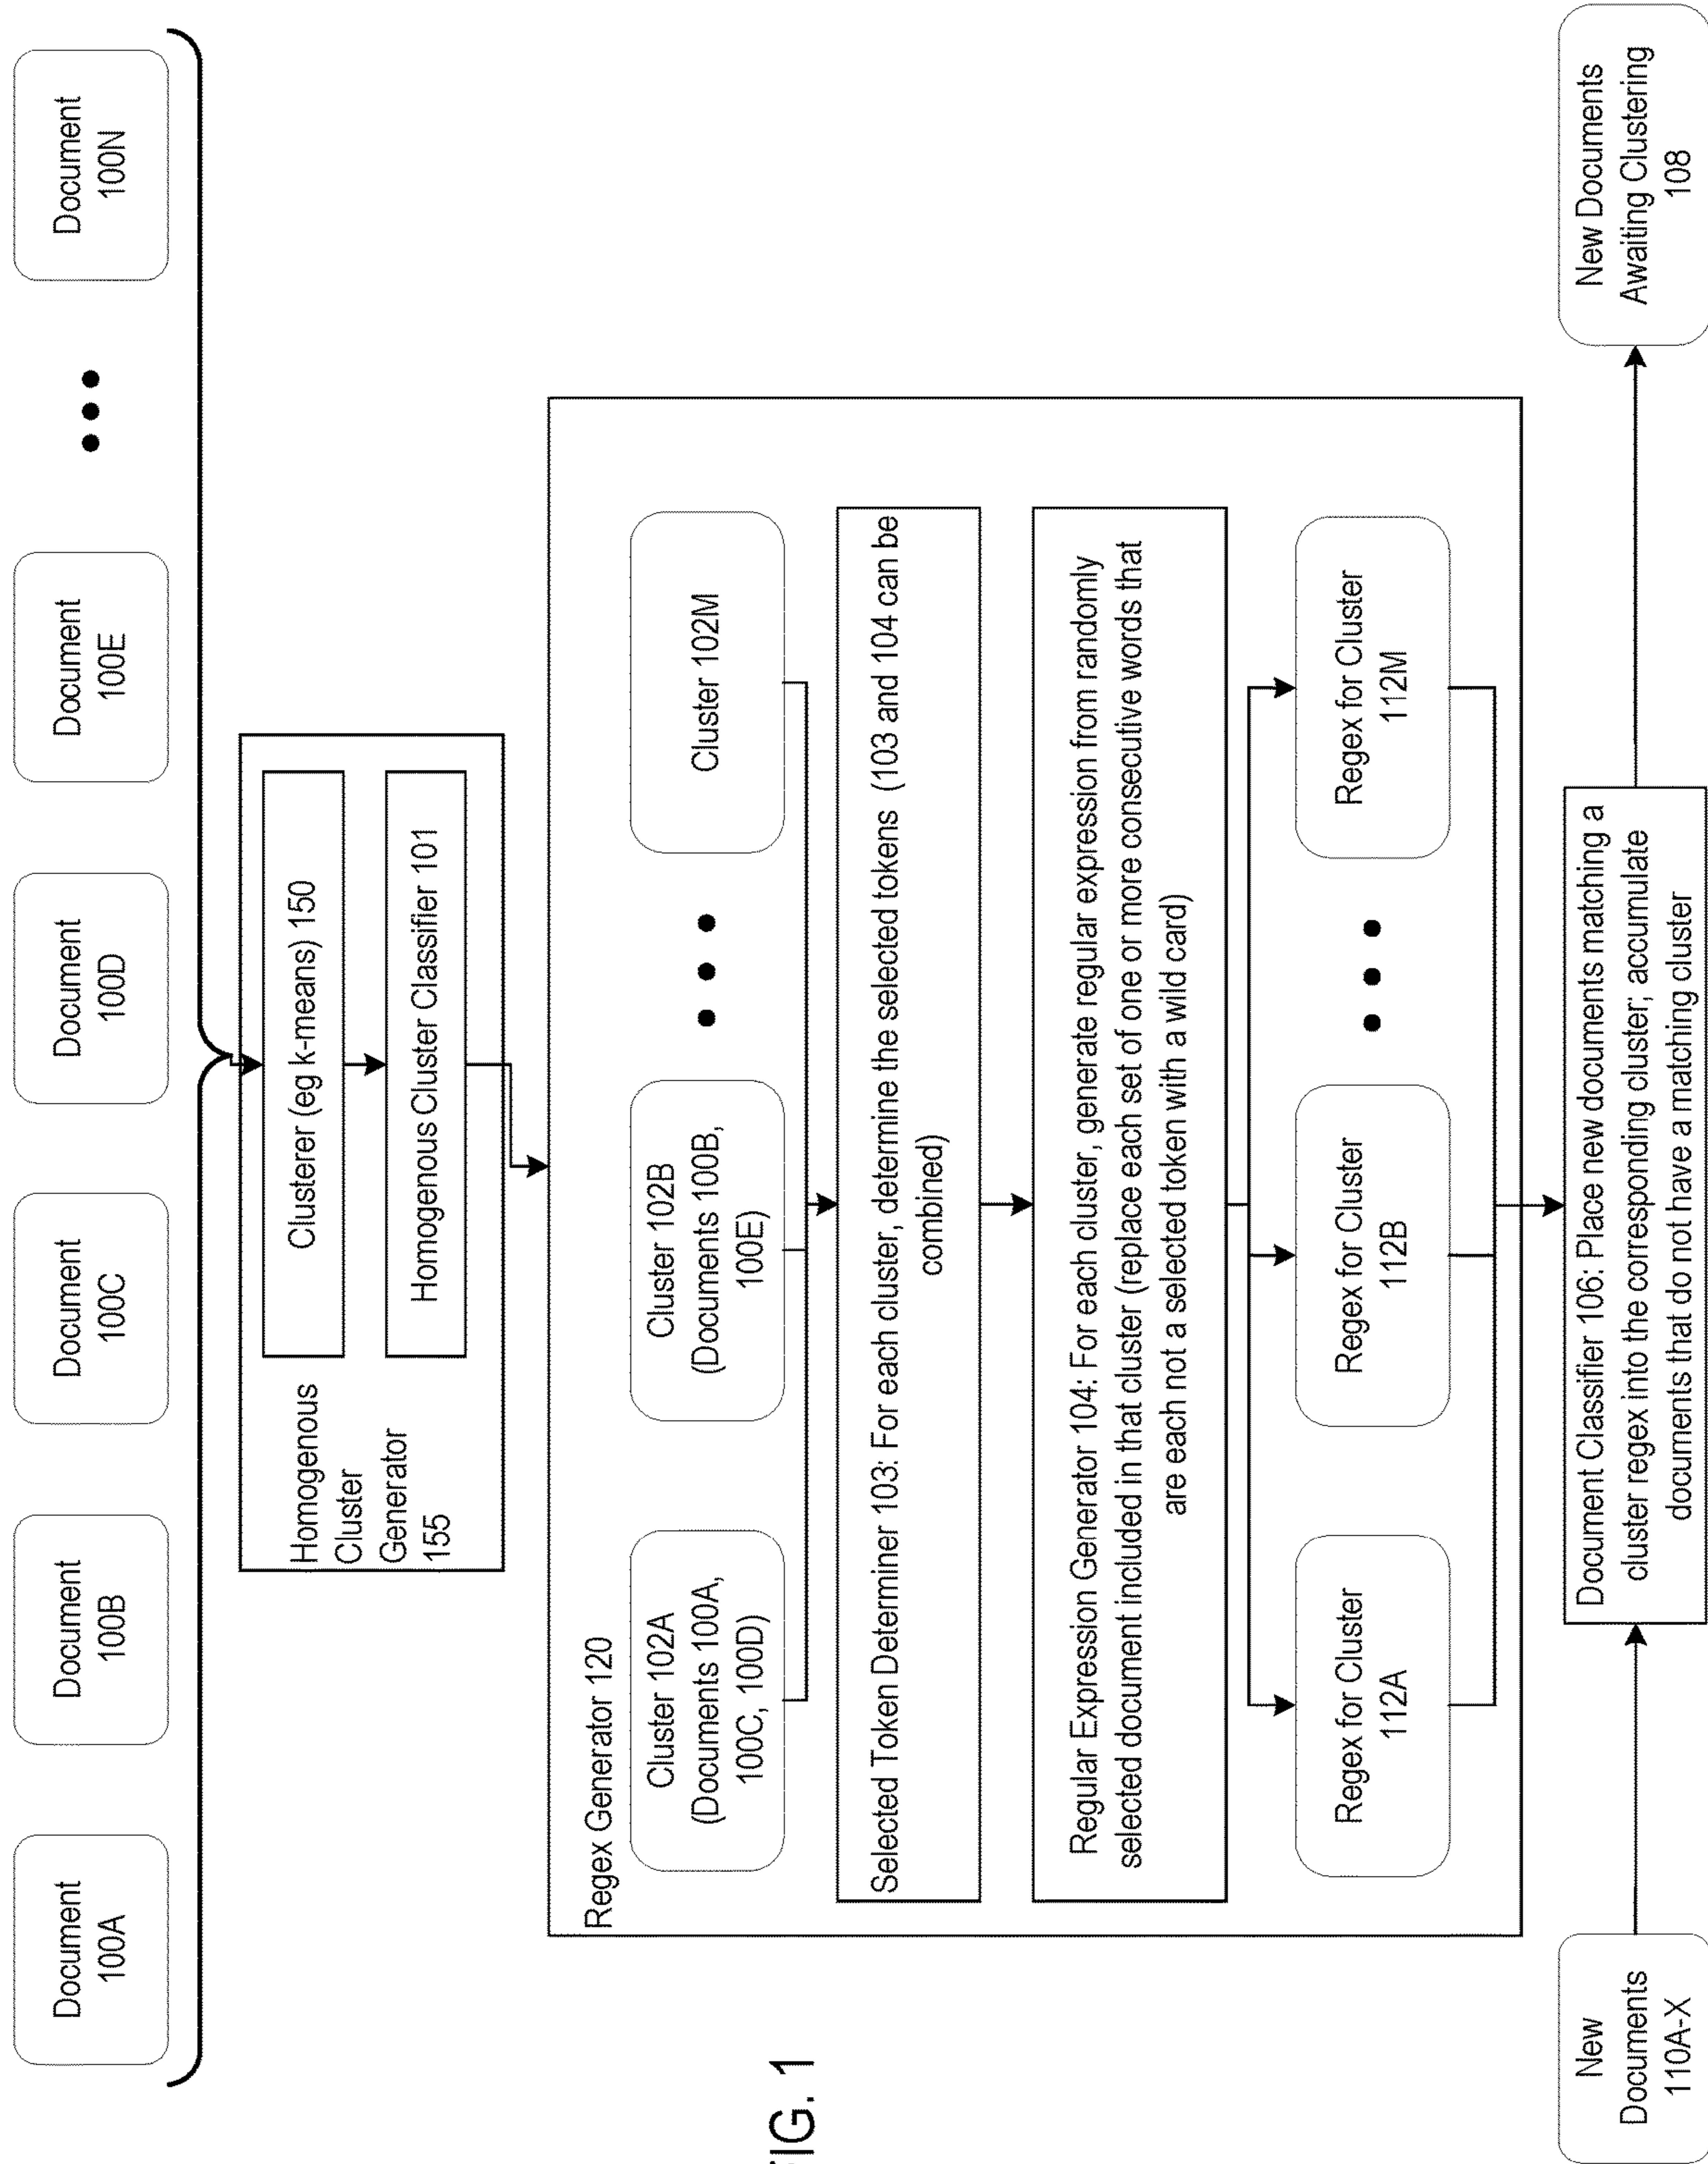 Document
100A
Document
100B
Document
100C
Document
100D
Document
100E
Document
100N
Homogenous
Cluster
Generator
155
Clusterer (eg k-means) 150
Homogenous Cluster Classifier 101
Regex Generator 120
Cluster 102A
(Documents 100A,
100C, 100D)
Cluster 102B
(Documents 100B,
100E)
Cluster 102M
Selected Token Determiner 103: For each cluster, determine the selected tokens (103 and 104 can be
combined)
Regular Expression Generator 104: For each cluster, generate regular expression from randomly
selected document included in that cluster (replace each set of one or more consecutive words that
are each not a selected token with a wild card)
Regex for Cluster
112A
Regex for Cluster
112B
Regex for Cluster
112M
New
Documents
110A-X
Document Classifier 106: Place new documents matching a
cluster regex into the corresponding cluster; accumulate
documents that do not have a matching cluster
New Documents
Awaiting Clustering
108
FIG. 1